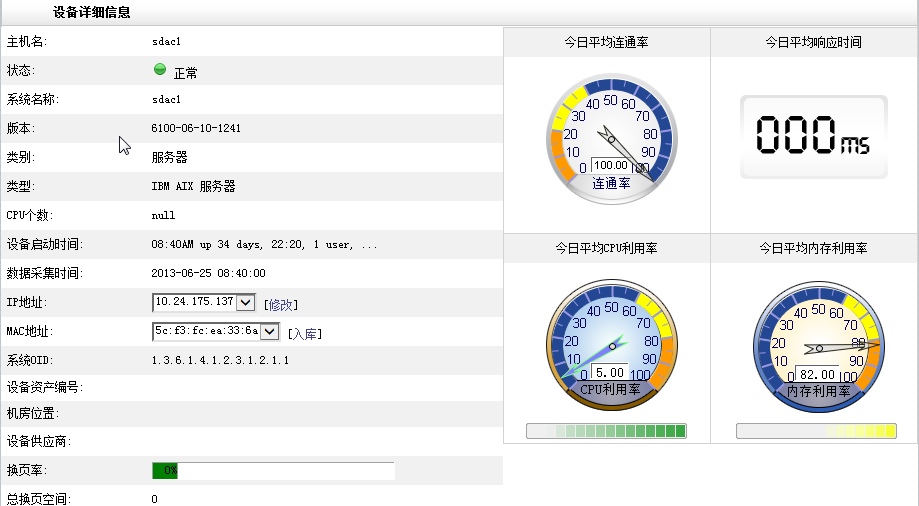 设备详细信息
主机名: sdac1
状态: 正常
系统名称: sdac1
版本: 6100-06-10-1241
类别: 服务器
类型: IBM AIX 服务器
CPU个数: null
设备启动时间: 08:40AM up 34 days, 22:20, 1 user, ...
数据采集时间: 2013-06-25 08:40:00
IP地址: 10.24.175.137 [修改]
MAC地址: 5c:f3:fc:ea:33:6a [入库]
系统OID: 1.3.6.1.4.1.2.3.1.2.1.1
设备资产编号:
机房位置:
设备供应商:
换页率: 0%
总换页空间: 0
今日平均连通率
0 10 20 30 40 50 60 70 80 90 100
100.00
连通率
今日平均响应时间
000ms
今日平均CPU利用率
0 10 20 30 40 50 60 70 80 90 100
5.00
CPU利用率
今日平均内存利用率
0 10 20 30 40 50 60 70 80 90 100
82.00
内存利用率